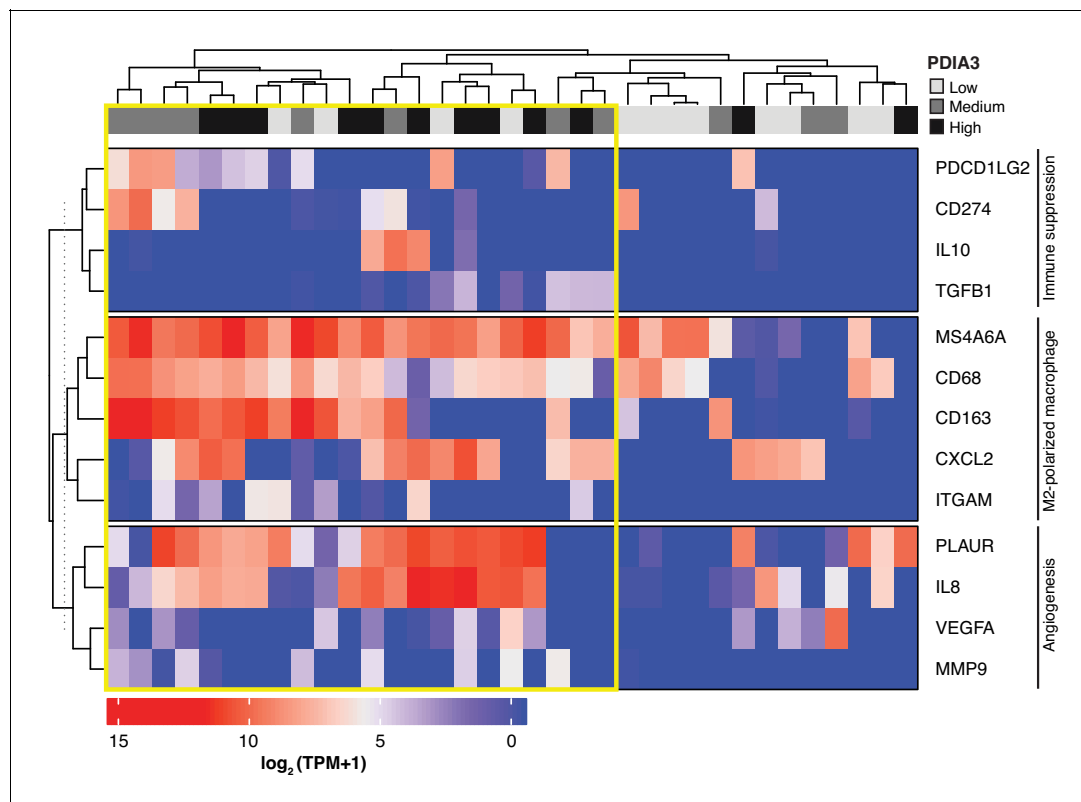 PDIA3
Low
Medium
High
PDCD1LG2
CD274
IL10
TGFB1
Immune suppression
MS4A6A
CD68
CD163
CXCL2
ITGAM
M2-polarized macrophage
PLAUR
IL8
VEGFA
MMP9
Angiogenesis
15 10 5 0
log2 (TPM+1)